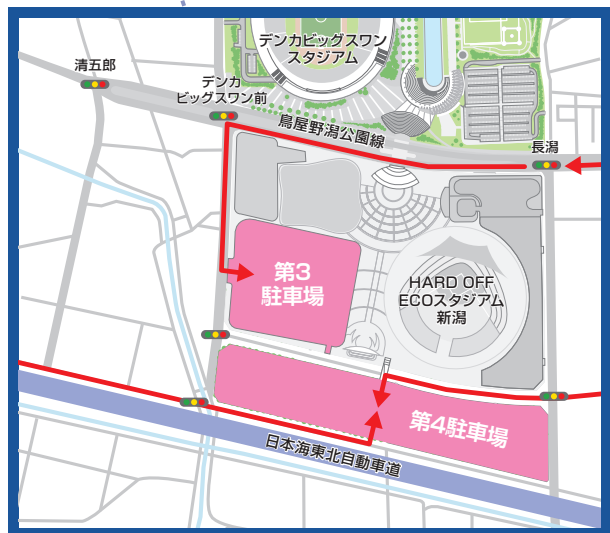 デンカビッグスワン
スタジアム
清五郎
デンカ
ビッグスワン前
鳥屋野潟公園線
長潟
第3
駐車場
HARD OFF
ECOスタジアム
新潟
第4駐車場
日本海東北自動車道